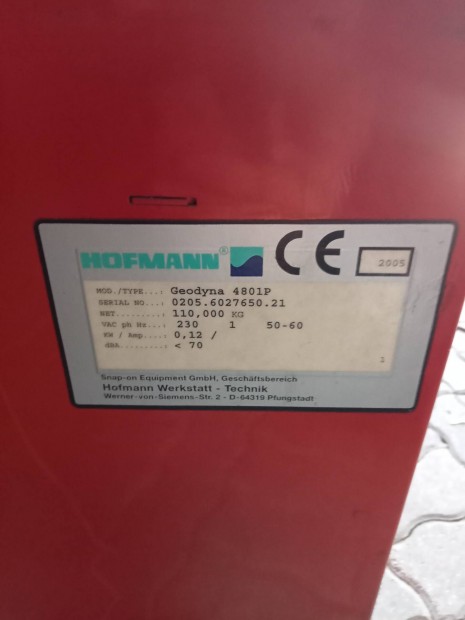 HOFMANN® CE 2005
MOD./TYPE...: Geodyna 4801P
SERIAL NO...: 0205.6027650.21
NET.........: 110,000 KG
VAC ph Hz...: 230 1 50-60
KW / Amp....: 0,12 /
dBA.........: < 70
1
Snap-on Equipment GmbH, Geschäftsbereich
Hofmann Werkstatt - Technik
Werner-von-Siemens-Str. 2 - D-64319 Pfungstadt